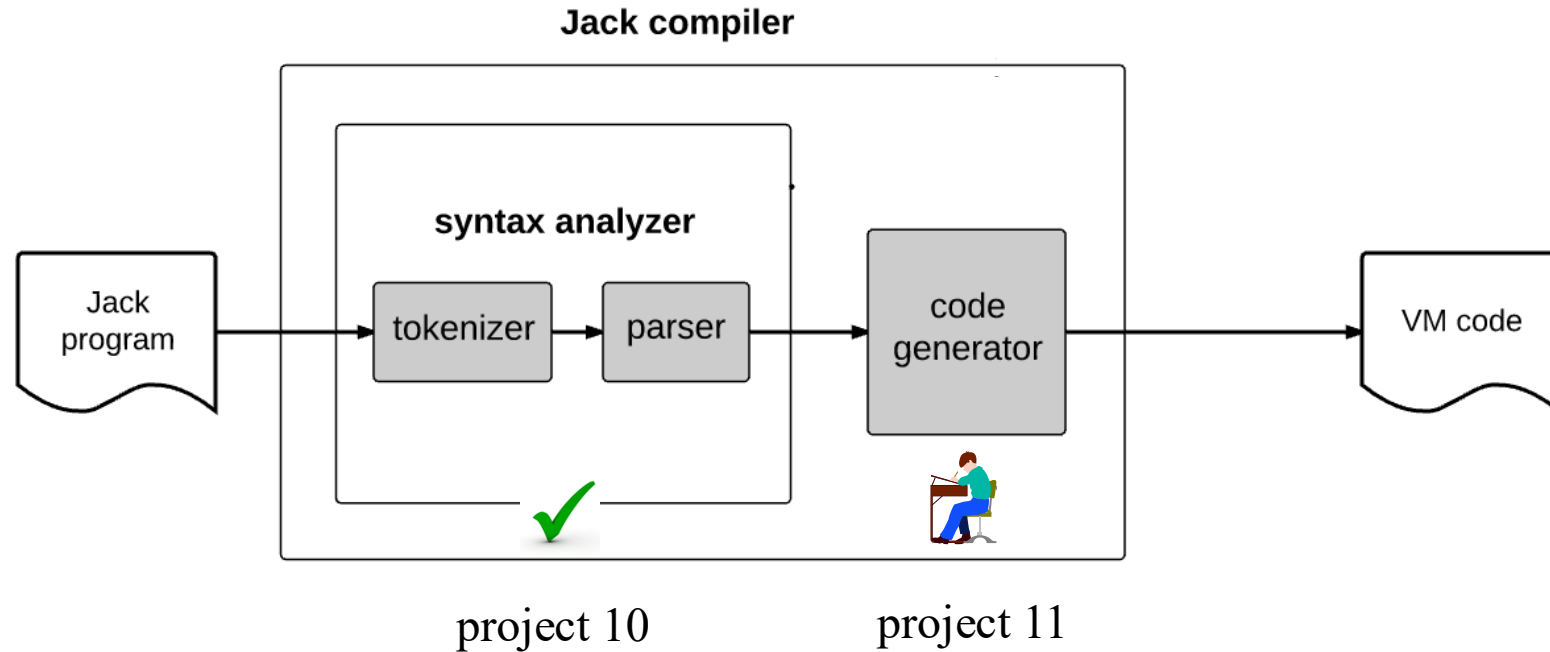 Jack compiler
syntax analyzer
Jack
program
tokenizer
parser
code
generator
VM code
project 10
project 11